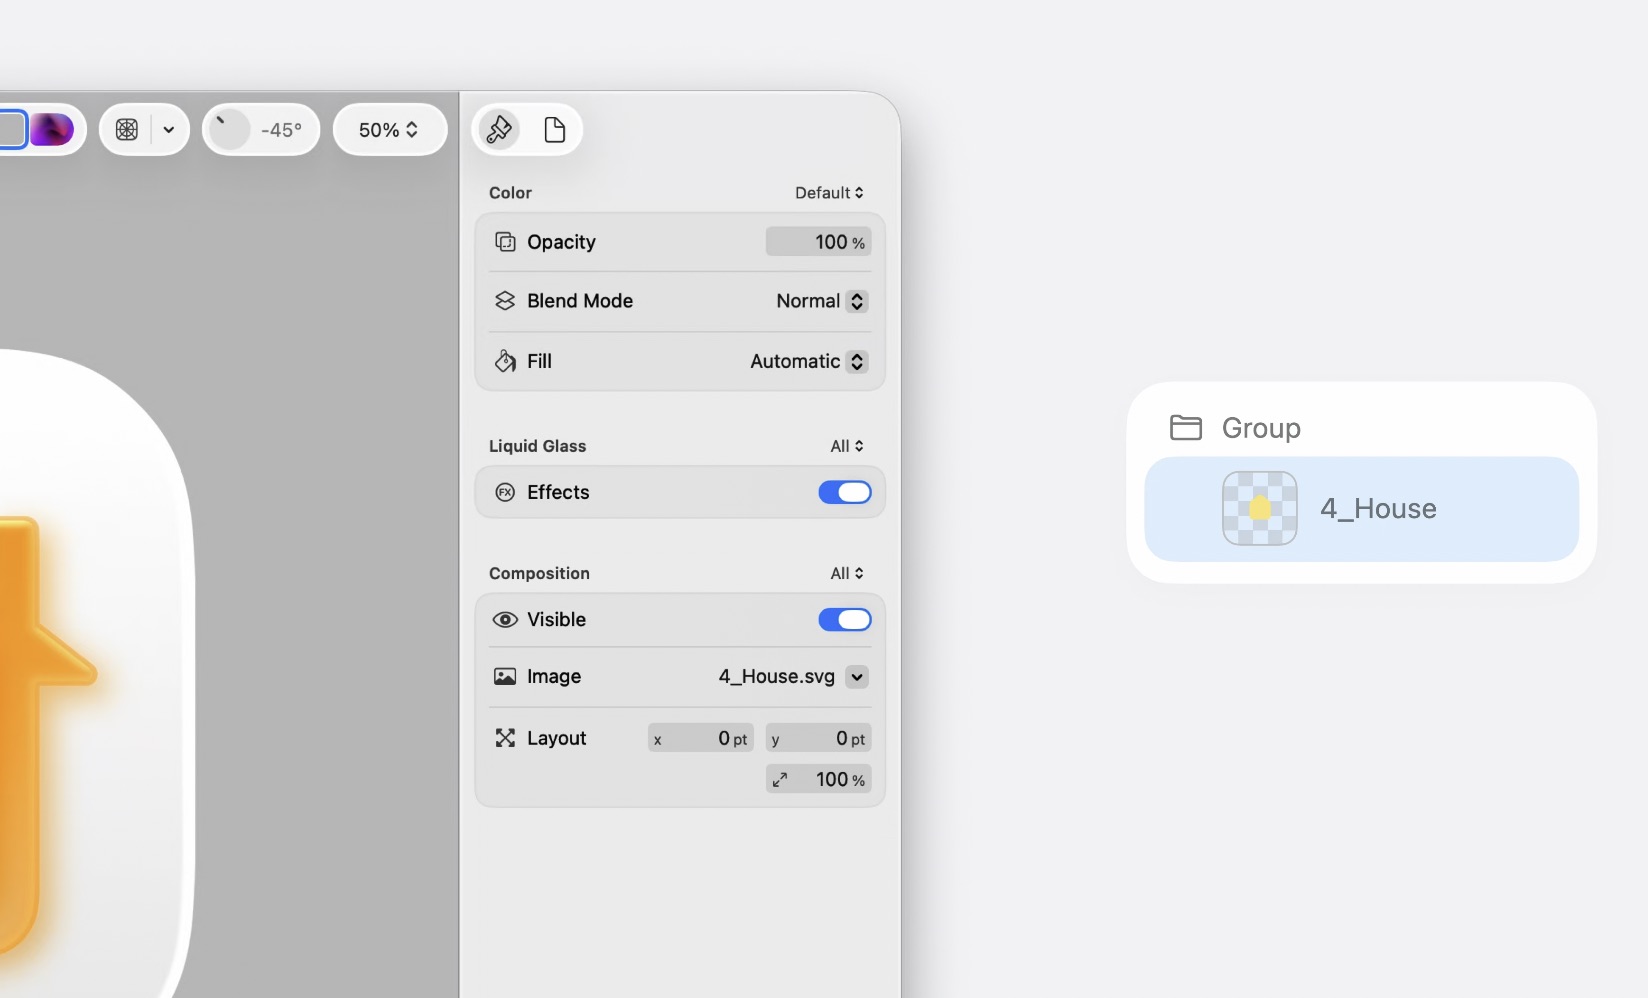 -45°
50%
Color Default
Opacity 100 %
Blend Mode Normal
Fill Automatic
Liquid Glass All
FX Effects
Composition All
Visible
Image 4_House.svg
Layout x 0 pt y 0 pt
100 %
Group
4_House